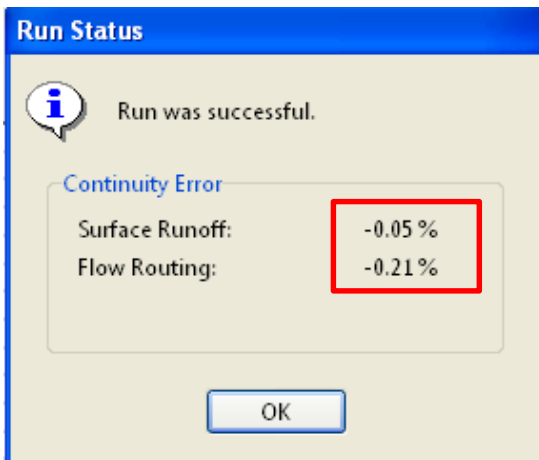 Run Status
Run was successful.
Continuity Error
Surface Runoff: -0.05 %
Flow Routing: -0.21 %
OK